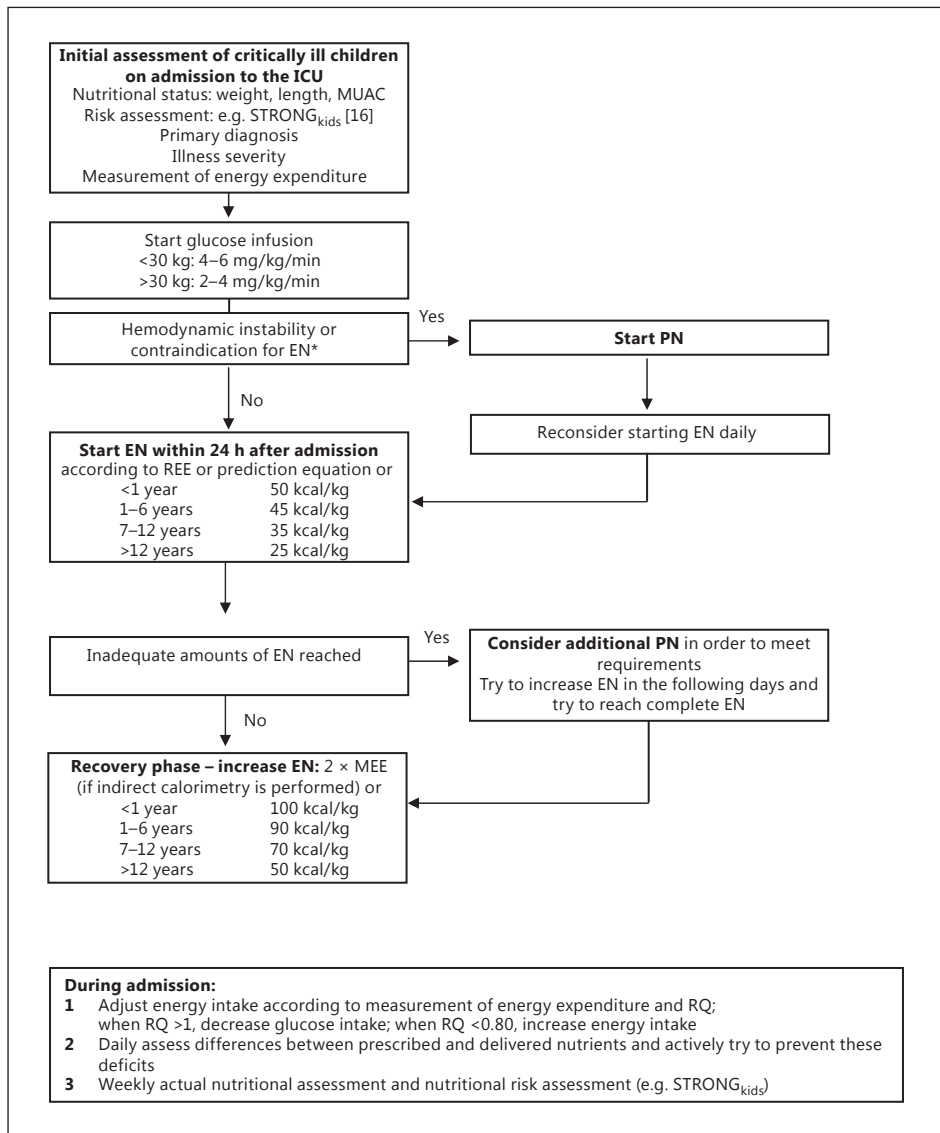 Initial assessment of critically ill children
on admission to the ICU
Nutritional status: weight, length, MUAC
Risk assessment: e.g. STRONGkids [16]
Primary diagnosis
Illness severity
Measurement of energy expenditure
Start glucose infusion
<30 kg: 4–6 mg/kg/min
>30 kg: 2–4 mg/kg/min
Hemodynamic instability or
contraindication for EN*
Yes
Start PN
No
Reconsider starting EN daily
Start EN within 24 h after admission
according to REE or prediction equation or
<1 year 50 kcal/kg
1–6 years 45 kcal/kg
7–12 years 35 kcal/kg
>12 years 25 kcal/kg
Inadequate amounts of EN reached
Yes
Consider additional PN in order to meet
requirements
Try to increase EN in the following days and
try to reach complete EN
No
Recovery phase – increase EN: 2 × MEE
(if indirect calorimetry is performed) or
<1 year 100 kcal/kg
1–6 years 90 kcal/kg
7–12 years 70 kcal/kg
>12 years 50 kcal/kg
During admission:
1 Adjust energy intake according to measurement of energy expenditure and RQ;
when RQ >1, decrease glucose intake; when RQ <0.80, increase energy intake
2 Daily assess differences between prescribed and delivered nutrients and actively try to prevent these
deficits
3 Weekly actual nutritional assessment and nutritional risk assessment (e.g. STRONGkids)